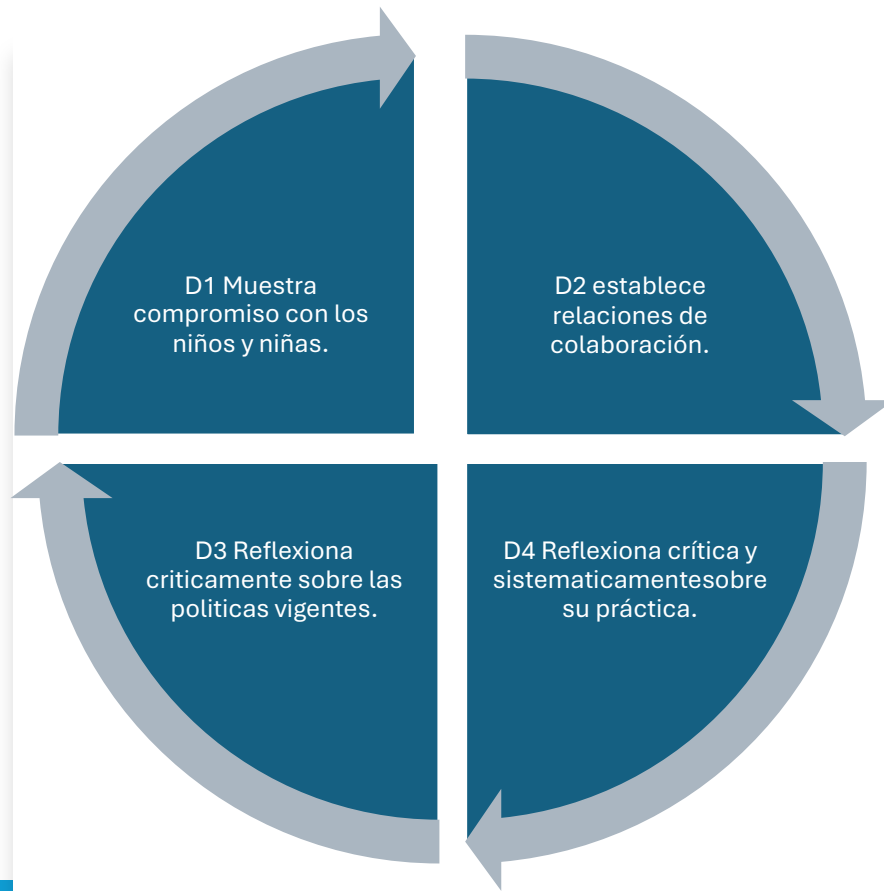 D1 Muestra
compromiso con los
niños y niñas.
D2 establece
relaciones de
colaboración.
D3 Reflexiona
criticamente sobre las
politicas vigentes.
D4 Reflexiona crítica y
sistematicamentesobre
su práctica.